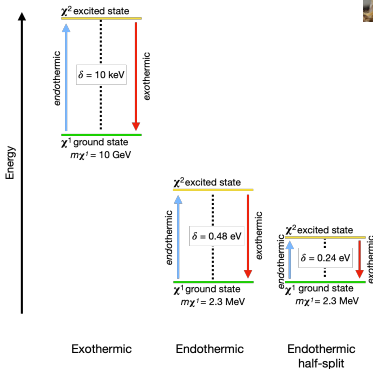 Energy
χ² excited state
endothermic
δ = 10 keV
exothermic
χ¹ ground state
mχ¹ = 10 GeV
χ² excited state
endothermic
δ = 0.48 eV
exothermic
χ¹ ground state
mχ¹ = 2.3 MeV
χ² excited state
endothermic
δ = 0.24 eV
exothermic
χ¹ ground state
mχ¹ = 2.3 MeV
Exothermic
Endothermic
Endothermic
half-split